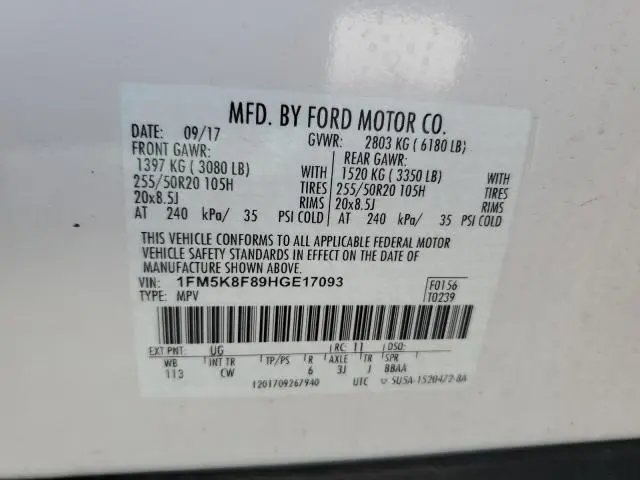 MFD. BY FORD MOTOR CO.
DATE: 09/17 GVWR: 2803 KG ( 6180 LB)
FRONT GAWR: REAR GAWR:
1397 KG ( 3080 LB) WITH 1520 KG ( 3350 LB) WITH
255/50R20 105H TIRES 255/50R20 105H TIRES
20x8.5J RIMS 20x8.5J RIMS
AT 240 kPa/ 35 PSI COLD AT 240 kPa/ 35 PSI COLD
THIS VEHICLE CONFORMS TO ALL APPLICABLE FEDERAL MOTOR
VEHICLE SAFETY STANDARDS IN EFFECT ON THE DATE OF
MANUFACTURE SHOWN ABOVE.
VIN: 1FM5K8F89HGE17093 F0156
TYPE: MPV T0239
EXT PNT: UG RC: 11 DSO:
WB INT TR TP/PS R AXLE TR SPR
113 CW 6 3J J BBAA
1201709267940 UTC 5U5A-1520472-BA